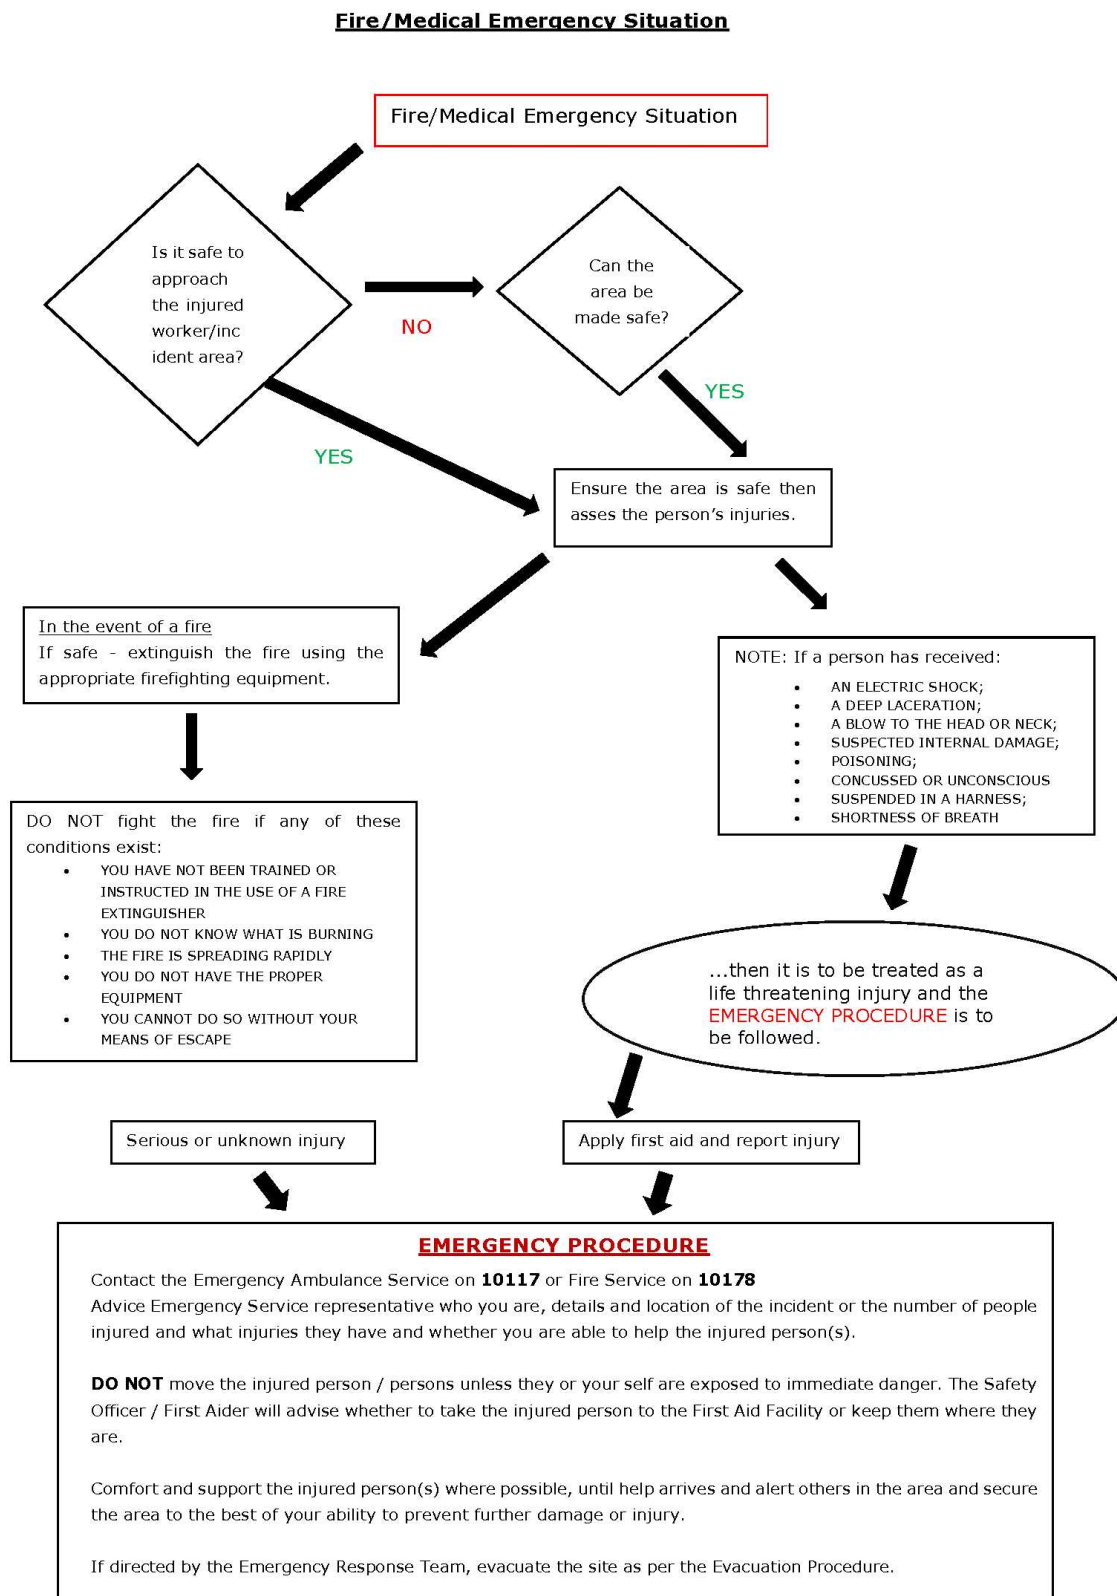 Fire/Medical Emergency Situation
Fire/Medical Emergency Situation
Is it safe to
approach
the injured
worker/inc
ident area?
NO
Can the
area be
made safe?
YES
YES
Ensure the area is safe then
asses the person's injuries.
In the event of a fire
If safe - extinguish the fire using the
appropriate firefighting equipment.
NOTE: If a person has received:
• AN ELECTRIC SHOCK;
• A DEEP LACERATION;
• A BLOW TO THE HEAD OR NECK;
• SUSPECTED INTERNAL DAMAGE;
• POISONING;
• CONCUSSED OR UNCONSCIOUS
• SUSPENDED IN A HARNESS;
• SHORTNESS OF BREATH
DO NOT fight the fire if any of these
conditions exist:
• YOU HAVE NOT BEEN TRAINED OR
INSTRUCTED IN THE USE OF A FIRE
EXTINGUISHER
• YOU DO NOT KNOW WHAT IS BURNING
• THE FIRE IS SPREADING RAPIDLY
• YOU DO NOT HAVE THE PROPER
EQUIPMENT
• YOU CANNOT DO SO WITHOUT YOUR
MEANS OF ESCAPE
...then it is to be treated as a
life threatening injury and the
EMERGENCY PROCEDURE is to
be followed.
Serious or unknown injury
Apply first aid and report injury
EMERGENCY PROCEDURE
Contact the Emergency Ambulance Service on 10117 or Fire Service on 10178
Advice Emergency Service representative who you are, details and location of the incident or the number of people
injured and what injuries they have and whether you are able to help the injured person(s).
DO NOT move the injured person / persons unless they or your self are exposed to immediate danger. The Safety
Officer / First Aider will advise whether to take the injured person to the First Aid Facility or keep them where they
are.
Comfort and support the injured person(s) where possible, until help arrives and alert others in the area and secure
the area to the best of your ability to prevent further damage or injury.
If directed by the Emergency Response Team, evacuate the site as per the Evacuation Procedure.